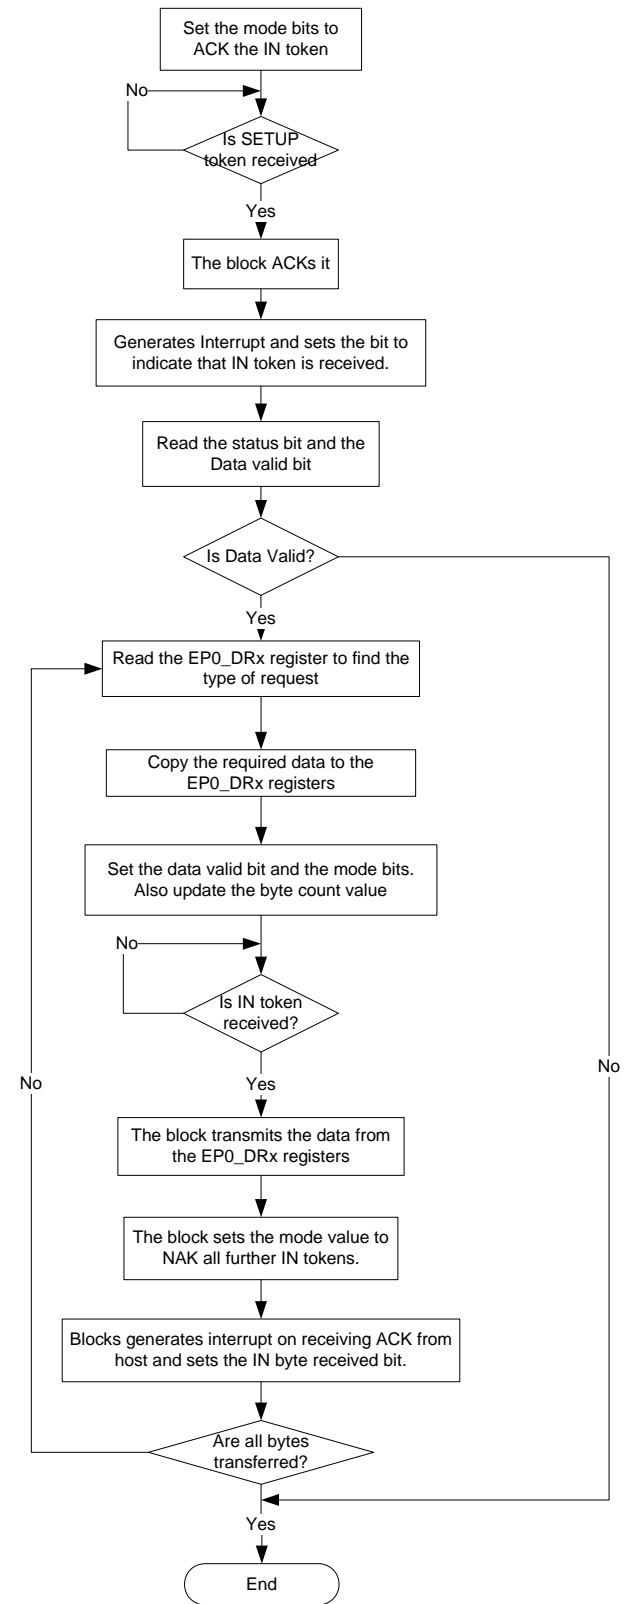 Set the mode bits to
ACK the IN token
No
Is SETUP
token received
Yes
The block ACKs it
Generates Interrupt and sets the bit to
indicate that IN token is received.
Read the status bit and the
Data valid bit
Is Data Valid?
Yes
Read the EP0_DRx register to find the
type of request
Copy the required data to the
EP0_DRx registers
Set the data valid bit and the mode bits.
Also update the byte count value
No
Is IN token
received?
No
Yes
No
The block transmits the data from
the EP0_DRx registers
The block sets the mode value to
NAK all further IN tokens.
Blocks generates interrupt on receiving ACK from
host and sets the IN byte received bit.
Are all bytes
transferred?
Yes
End